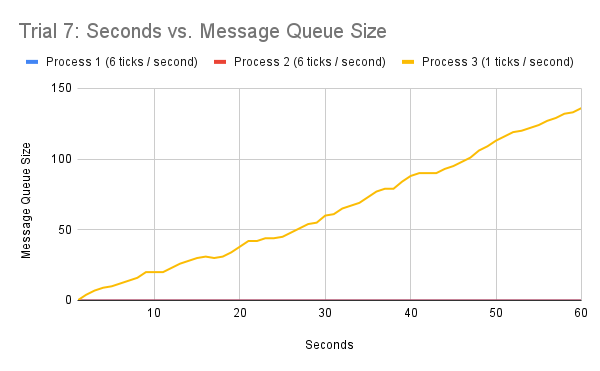 Trial 7: Seconds vs. Message Queue Size
Process 1 (6 ticks / second) Process 2 (6 ticks / second) Process 3 (1 ticks / second)
150
100
50
0
Message Queue Size
10 20 30 40 50 60
Seconds